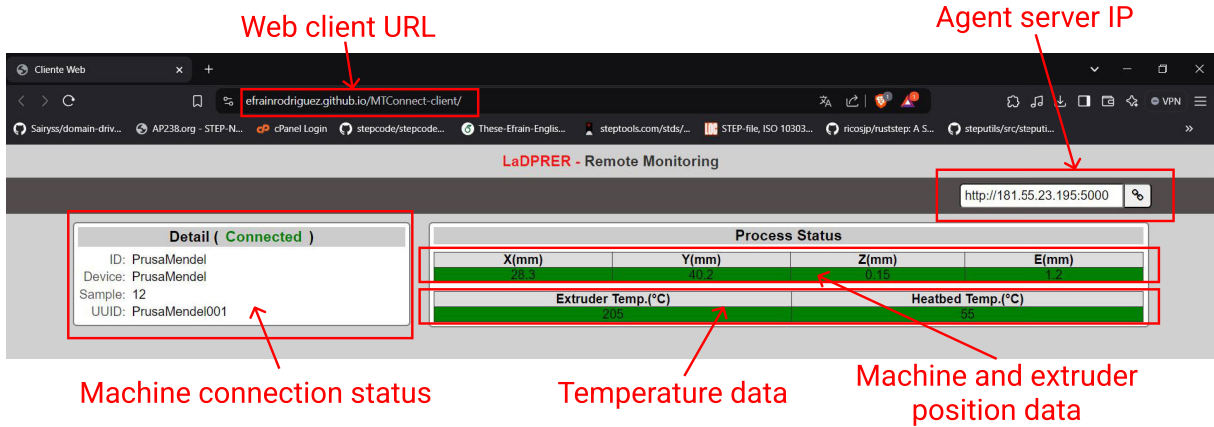 Web client URL
Agent server IP
Cliente Web
efrainrodriguez.github.io/MTConnect-client/
VPN
Sairyss/domain-driv...
AP238.org - STEP-N...
cPanel Login
stepcode/stepcode...
These-Efrain-Englis...
steptools.com/stds/...
STEP-file, ISO 10303...
ricosjp/ruststep: A S...
steputils/src/steputi...
LaDPRER - Remote Monitoring
http://181.55.23.195:5000
Detail ( Connected )
ID: PrusaMendel
Device: PrusaMendel
Sample: 12
UUID: PrusaMendel001
Process Status
X(mm) Y(mm) Z(mm) E(mm)
28.3 40.2 0.15 1.2
Extruder Temp.(°C) Heatbed Temp.(°C)
205 55
Machine connection status
Temperature data
Machine and extruder
position data